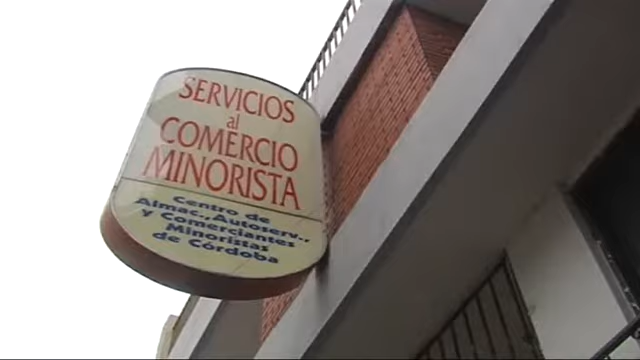 SERVICIOS
al
COMERCIO
MINORISTA
Centro de
Almac., Autoserv.,
y Comerciantes
Minoristas
de Córdoba